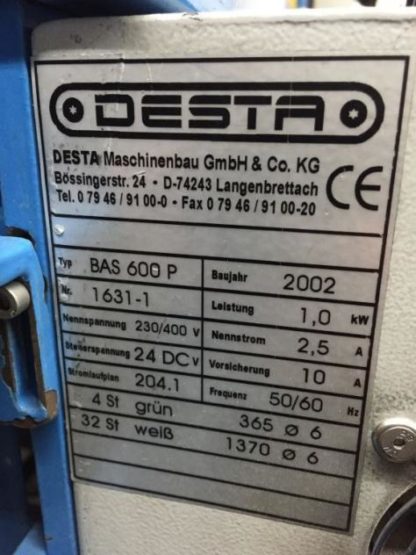 DESTA
DESTA Maschinenbau GmbH & Co. KG
Bössingerstr. 24 • D-74243 Langenbrettach
Tel. 0 79 46 / 91 00-0 • Fax 0 79 46 / 91 00-20
CE
Typ BAS 600 P Baujahr 2002
Nr. 1631-1 Leistung 1,0 kW
Nennspannung 230/400 V Nennstrom 2,5 A
Steuerspannung 24 DC V Vorsicherung 10 A
Stromlaufplan 204.1 Frequenz 50/60 Hz
4 St grün 365 ø 6
32 St weiß 1370 ø 6